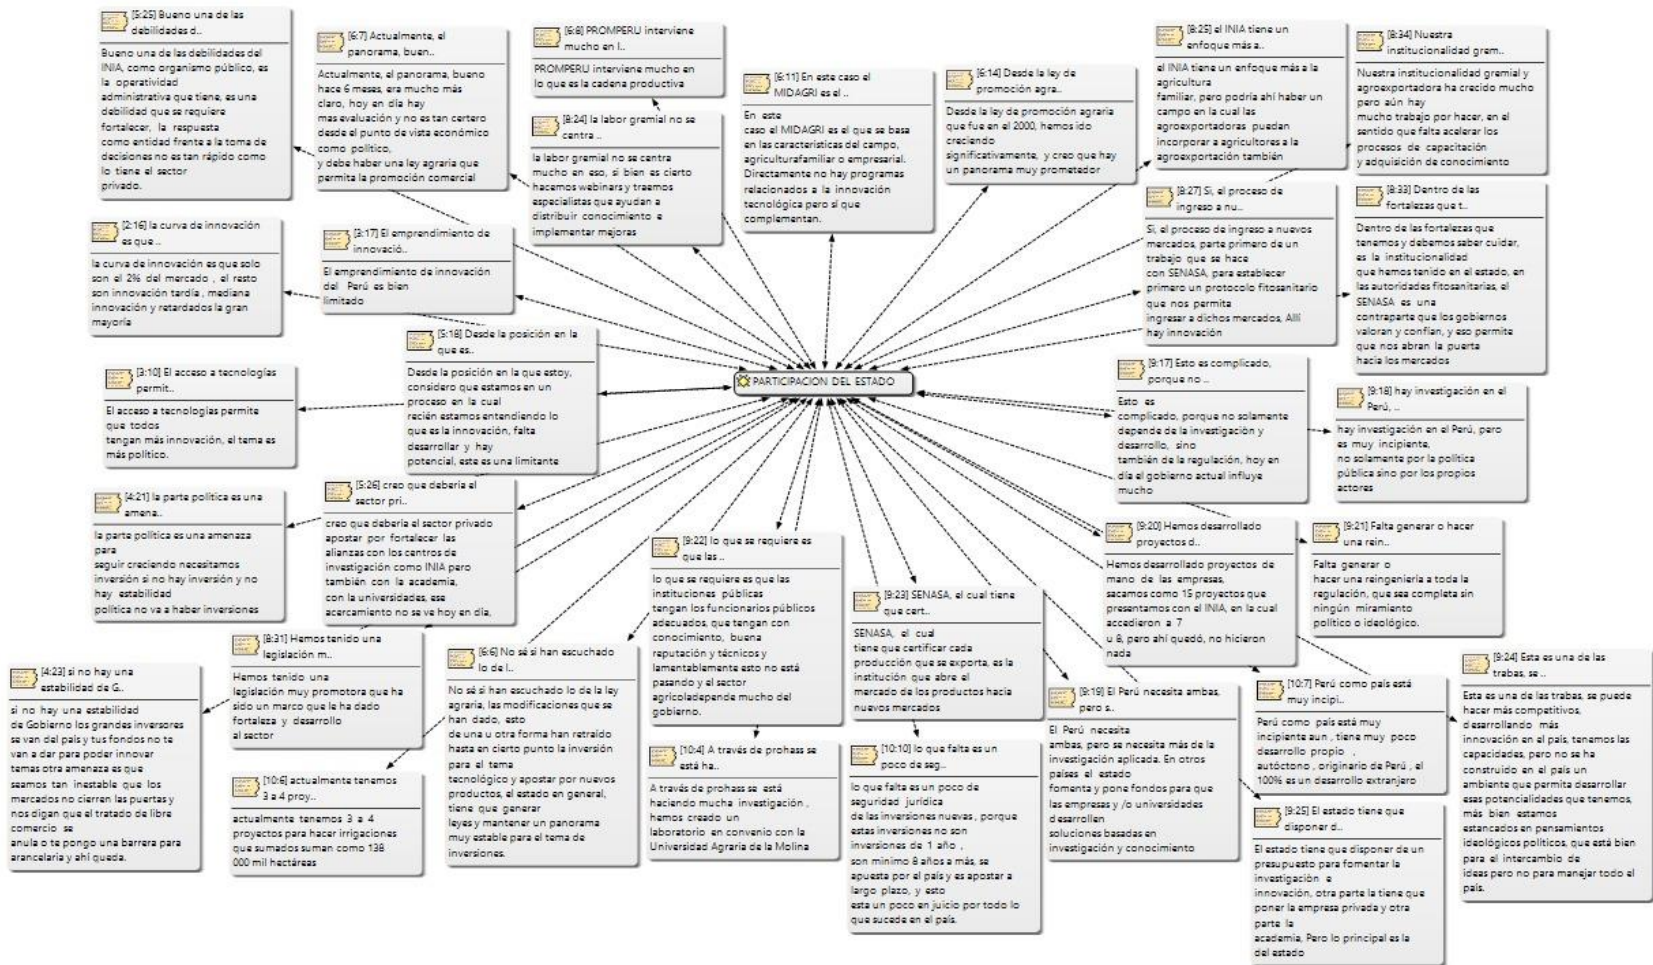 [5:25] Bueno una de las
debilidades d..
Bueno una de las debilidades del
INIA, como organismo público, es
la operatividad
administrativa que tiene, es una
debilidad que se requiere
fortalecer, la respuesta
como entidad frente a la toma de
decisiones no es tan rápido como
lo tiene el sector
privado.
[6:7] Actualmente, el
panorama, buen..
Actualmente, el panorama, bueno
hace 6 meses, era mucho más
claro, hoy en día hay
mas evaluación y no es tan certero
desde el punto de vista económico
como político,
y debe haber una ley agraria que
permita la promoción comercial
[6:8] PROMPERU interviene
mucho en l..
PROMPERU interviene mucho en
lo que es la cadena productiva
[8:24] la labor gremial no se
centra ..
la labor gremial no se centra
mucho en eso, si bien es cierto
hacemos webinars y traemos
especialistas que ayudan a
distribuir conocimiento e
implementar mejoras
[6:11] En este caso el
MIDAGRI es el ..
En este
caso el MIDAGRI es el que se basa
en las características del campo,
agriculturafamiliar o empresarial.
Directamente no hay programas
relacionados a la innovación
tecnológica pero sí que
complementan.
[6:14] Desde la ley de
promoción agra..
Desde la ley de promoción agraria
que fue en el 2000, hemos ido
creciendo
significativamente, y creo que hay
un panorama muy prometedor
[8:25] el INIA tiene un
enfoque más a..
el INIA tiene un enfoque más a la
agricultura
familiar, pero podría ahí haber un
campo en la cual las
agroexportadoras puedan
incorporar a agricultores a la
agroexportación también
[8:34] Nuestra
institucionalidad grem..
Nuestra institucionalidad gremial y
agroexportadora ha crecido mucho
pero aún hay
mucho trabajo por hacer, en el
sentido que falta acelerar los
procesos de capacitación
y adquisición de conocimiento
[2:16] la curva de innovación
es que ..
la curva de innovación es que solo
son el 2% del mercado , el resto
son innovación tardía , mediana
innovación y retardados la gran
mayoría
[3:17] El emprendimiento de
innovació..
El emprendimiento de innovación
del Perú es bien
limitado
[8:27] Si, el proceso de
ingreso a nu..
Si, el proceso de ingreso a nuevos
mercados, parte primero de un
trabajo que se hace
con SENASA, para establecer
primero un protocolo fitosanitario
que nos permita
ingresar a dichos mercados, Allí
hay innovación
[8:33] Dentro de las
fortalezas que t..
Dentro de las fortalezas que
tenemos y debemos saber cuidar,
es la institucionalidad
que hemos tenido en el estado, en
las autoridades fitosanitarias, el
SENASA es una
contraparte que los gobiernos
valoran y confían, y eso permite
que nos abran la puerta
hacia los mercados
[5:18] Desde la posición en la
que es..
Desde la posición en la que estoy,
considero que estamos en un
proceso en la cual
recién estamos entendiendo lo
que es la innovación, falta
desarrollar y hay
potencial, este es una limitante
PARTICIPACION DEL ESTADO
[3:10] El acceso a tecnologías
permit..
El acceso a tecnologías permite
que todos
tengan más innovación, el tema es
más político.
[9:17] Esto es complicado,
porque no ..
Esto es
complicado, porque no solamente
depende de la investigación y
desarrollo, sino
también de la regulación, hoy en
día el gobierno actual influye
mucho
[9:18] hay investigación en el
Perú, ..
hay investigación en el Perú, pero
es muy incipiente,
no solamente por la política
pública sino por los propios
actores
[4:21] la parte política es una
amena..
la parte política es una amenaza
para
seguir creciendo necesitamos
inversión si no hay inversión y no
hay estabilidad
política no va a haber inversiones
[5:26] creo que debería el
sector pri..
creo que debería el sector privado
apostar por fortalecer las
alianzas con los centros de
investigación como INIA pero
también con la academia,
con la universidades, ese
acercamiento no se ve hoy en día,
[9:22] lo que se requiere es
que las ..
lo que se requiere es que las
instituciones públicas
tengan los funcionarios públicos
adecuados, que tengan con
conocimiento, buena
reputación y técnicos y
lamentablemente esto no está
pasando y el sector
agricoladepende mucho del
gobierno.
[9:23] SENASA, el cual tiene
que cert..
SENASA, el cual
tiene que certificar cada
producción que se exporta, es la
institución que abre el
mercado de los productos hacia
nuevos mercados
[9:20] Hemos desarrollado
proyectos d..
Hemos desarrollado proyectos de
mano de las empresas,
sacamos como 15 proyectos que
presentamos con el INIA, en la cual
accedieron a 7
u 8, pero ahí quedó, no hicieron
nada
[9:21] Falta generar o hacer
una rein..
Falta generar o
hacer una reingeniería a toda la
regulación, que sea completa sin
ningún miramiento
político o ideológico.
[4:23] si no hay una
estabilidad de G..
si no hay una estabilidad
de Gobierno los grandes inversores
se van del país y tus fondos no te
van a dar para poder innovar
temas otra amenaza es que
seamos tan inestable que los
mercados no cierren las puertas y
nos digan que el tratado de libre
comercio se
anula o te pongo una barrera para
arancelaria y ahí queda.
[8:31] Hemos tenido una
legislación m..
Hemos tenido una
legislación muy promotora que ha
sido un marco que le ha dado
fortaleza y desarrollo
al sector
[10:6] actualmente tenemos
3 a 4 proy..
actualmente tenemos 3 a 4
proyectos para hacer irrigaciones
que sumados suman como 138
000 mil hectáreas
[6:6] No sé si han escuchado
lo de l..
No sé si han escuchado lo de la ley
agraria, las modificaciones que se
han dado, esto
de una u otra forma han retraído
hasta en cierto punto la inversión
para el tema
tecnológico y apostar por nuevos
productos, el estado en general,
tiene que generar
leyes y mantener un panorama
muy estable para el tema de
inversiones.
[10:4] A través de prohass se
está ha..
A través de prohass se está
haciendo mucha investigación ,
hemos creado un
laboratorio en convenio con la
Universidad Agraria de la Molina
[10:10] lo que falta es un
poco de seg..
lo que falta es un poco de
seguridad jurídica
de las inversiones nuevas , porque
estas inversiones no son
inversiones de 1 año ,
son mínimo 8 años a más, se
apuesta por el país y es apostar a
largo plazo, y esto
esta un poco en juicio por todo lo
que sucede en el país.
[9:19] El Perú necesita ambas,
pero s..
El Perú necesita
ambas, pero se necesita más de la
investigación aplicada. En otros
países el estado
fomenta y pone fondos para que
las empresas y /o universidades
desarrollen
soluciones basadas en
investigación y conocimiento
[10:7] Perú como país está
muy incipi..
Perú como país está muy
incipiente aun , tiene muy poco
desarrollo propio ,
autóctono , originario de Perú , el
100% es un desarrollo extranjero
[9:24] Esta es una de las
trabas, se ..
Esta es una de las trabas, se puede
hacer más competitivos,
desarrollando más
innovación en el país, tenemos las
capacidades, pero no se ha
construido en el país un
ambiente que permita desarrollar
esas potencialidades que tenemos,
más bien estamos
estancados en pensamientos
ideológicos políticos, que está bien
para el intercambio de
ideas pero no para manejar todo el
país.
[9:25] El estado tiene que
disponer d..
El estado tiene que disponer de un
presupuesto para fomentar la
investigación e
innovación, otra parte la tiene que
poner la empresa privada y otra
parte la
academia, Pero lo principal es la
del estado